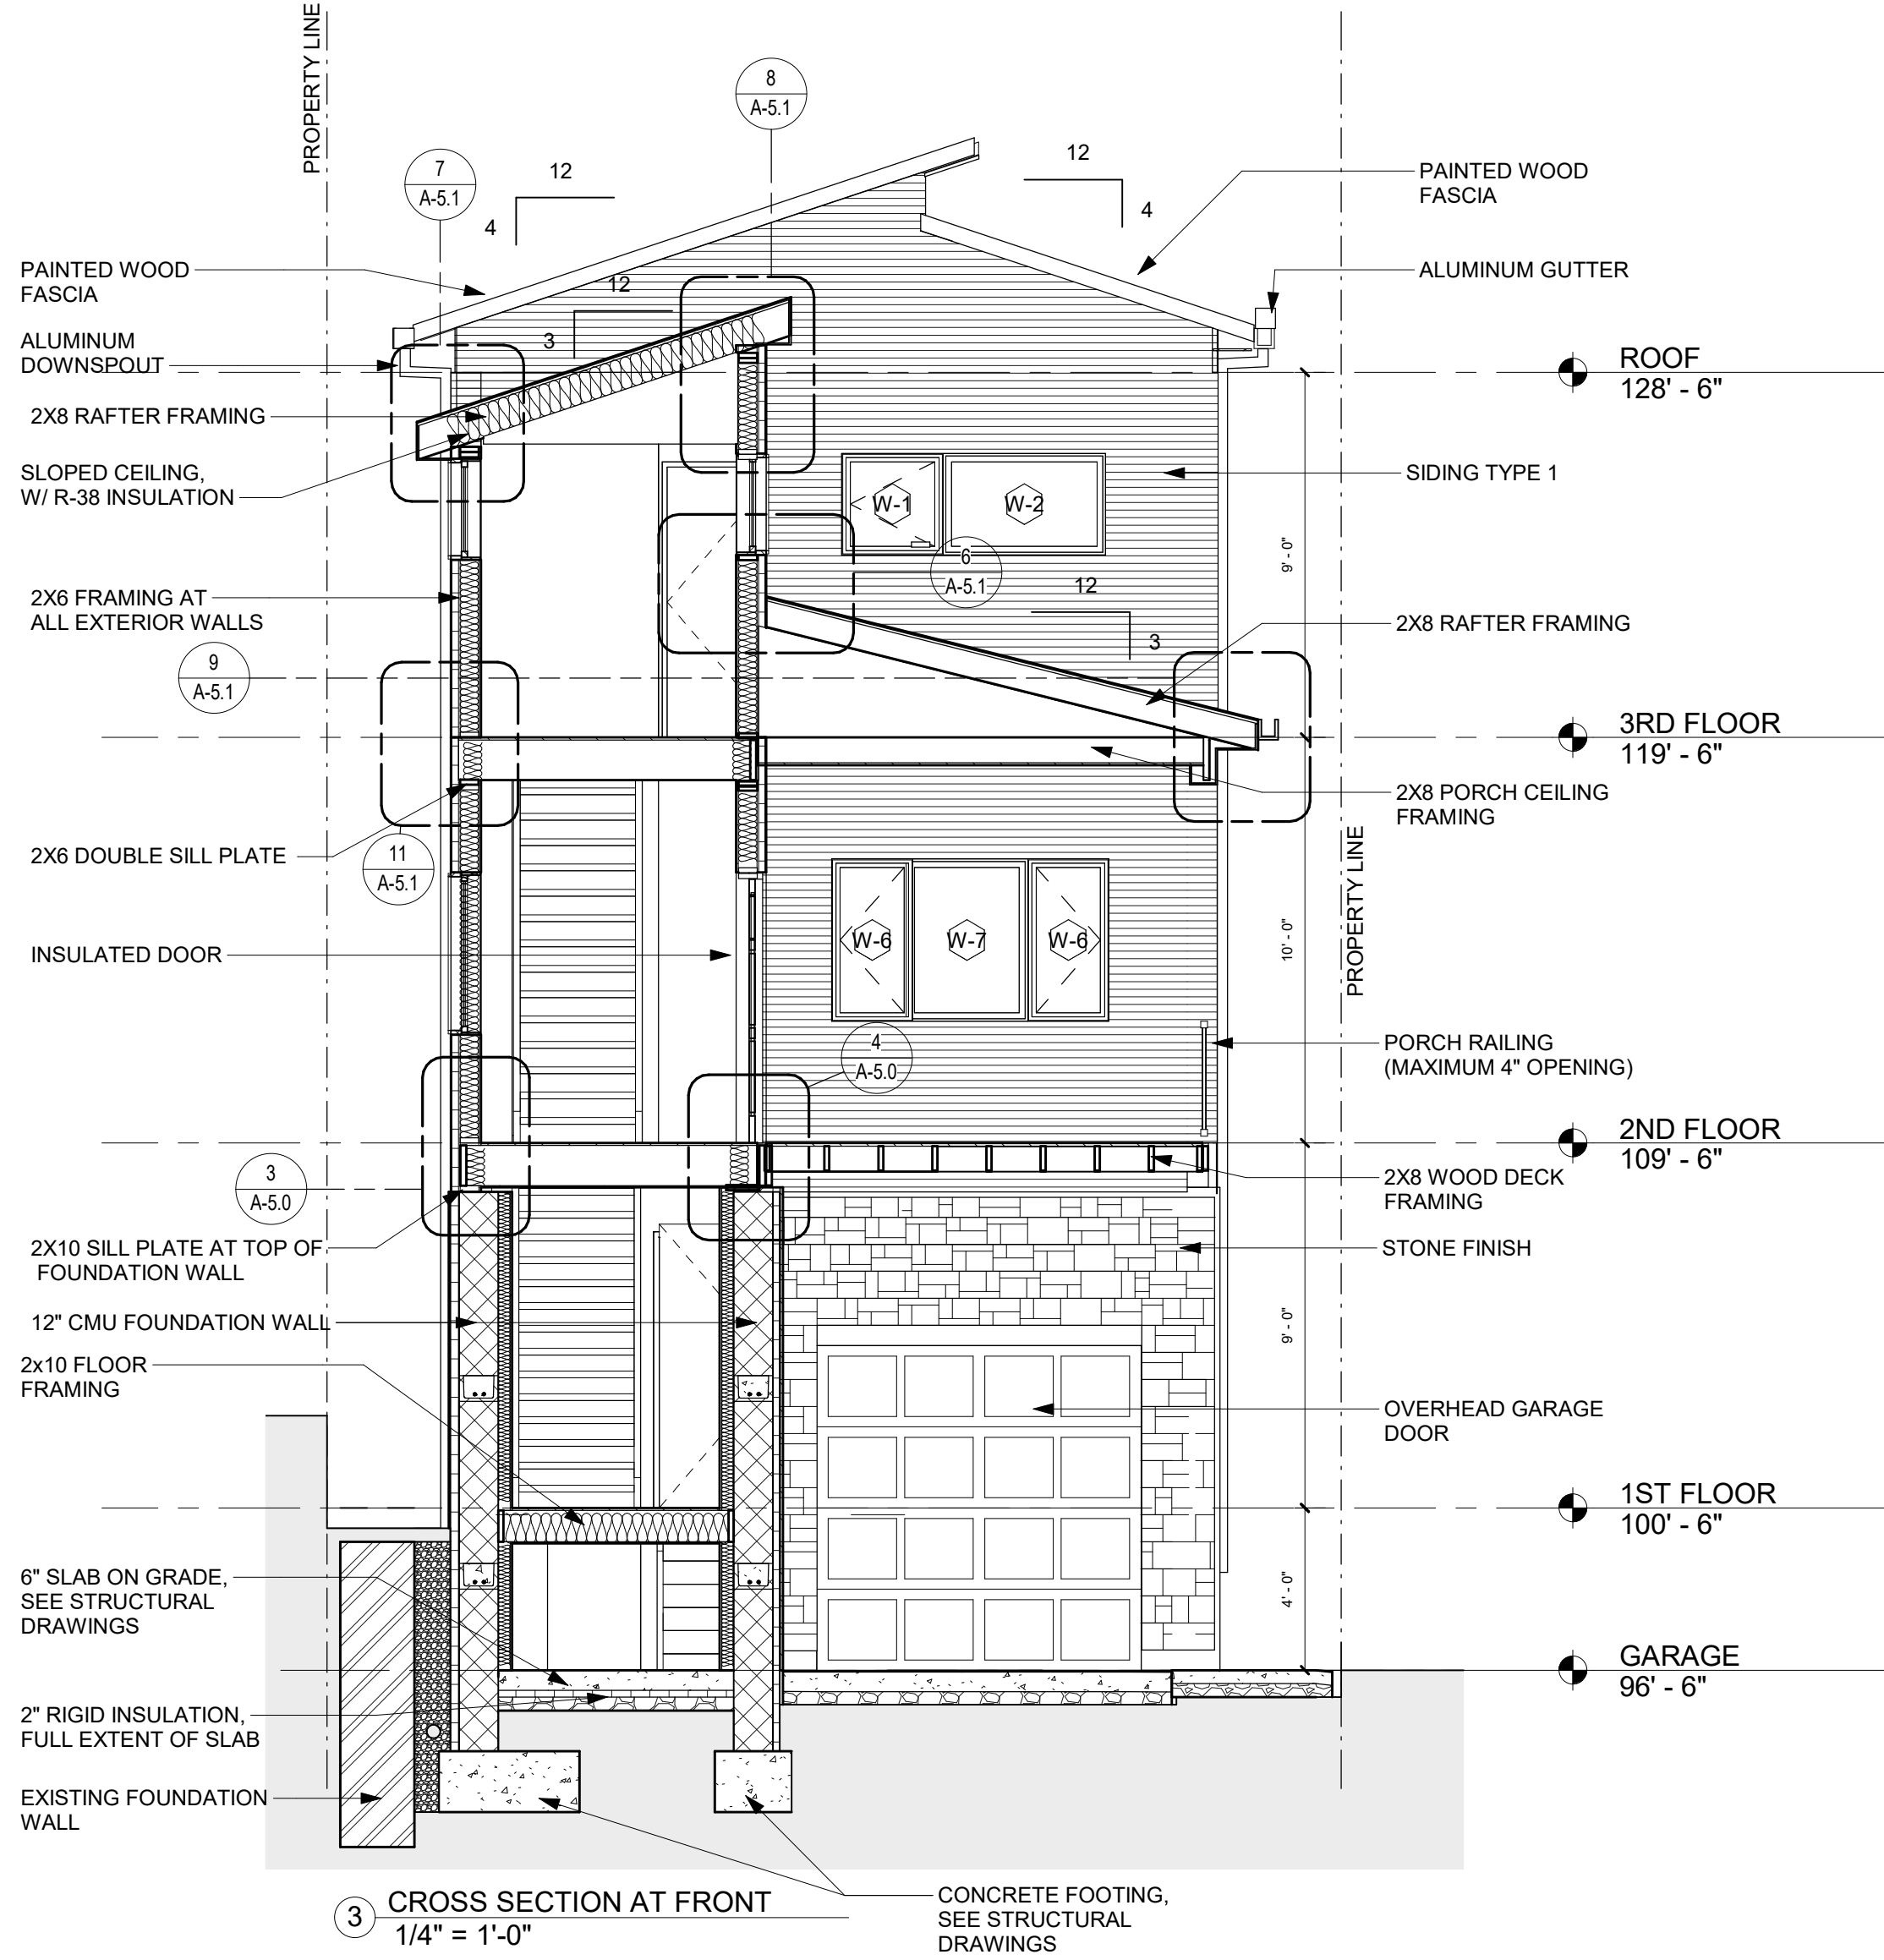 PROPERTY LINE
8
A-5.1
7
A-5.1
12
4
12
4
PAINTED WOOD
FASCIA
PAINTED WOOD
FASCIA
ALUMINUM GUTTER
12
3
ALUMINUM
DOWNSPOUT
ROOF
128' - 6"
2X8 RAFTER FRAMING
SLOPED CEILING,
W/ R-38 INSULATION
SIDING TYPE 1
W-1
W-2
9' - 0"
6
A-5.1
12
3
2X6 FRAMING AT
ALL EXTERIOR WALLS
2X8 RAFTER FRAMING
9
A-5.1
3RD FLOOR
119' - 6"
2X8 PORCH CEILING
FRAMING
2X6 DOUBLE SILL PLATE
11
A-5.1
PROPERTY LINE
INSULATED DOOR
W-6
W-7
W-6
10' - 0"
4
A-5.0
PORCH RAILING
(MAXIMUM 4" OPENING)
2ND FLOOR
109' - 6"
3
A-5.0
2X8 WOOD DECK
FRAMING
2X10 SILL PLATE AT TOP OF
FOUNDATION WALL
STONE FINISH
12" CMU FOUNDATION WALL
9' - 0"
2x10 FLOOR
FRAMING
OVERHEAD GARAGE
DOOR
1ST FLOOR
100' - 6"
6" SLAB ON GRADE,
SEE STRUCTURAL
DRAWINGS
4' - 0"
GARAGE
96' - 6"
2" RIGID INSULATION,
FULL EXTENT OF SLAB
EXISTING FOUNDATION
WALL
3
CROSS SECTION AT FRONT
1/4" = 1'-0"
CONCRETE FOOTING,
SEE STRUCTURAL
DRAWINGS